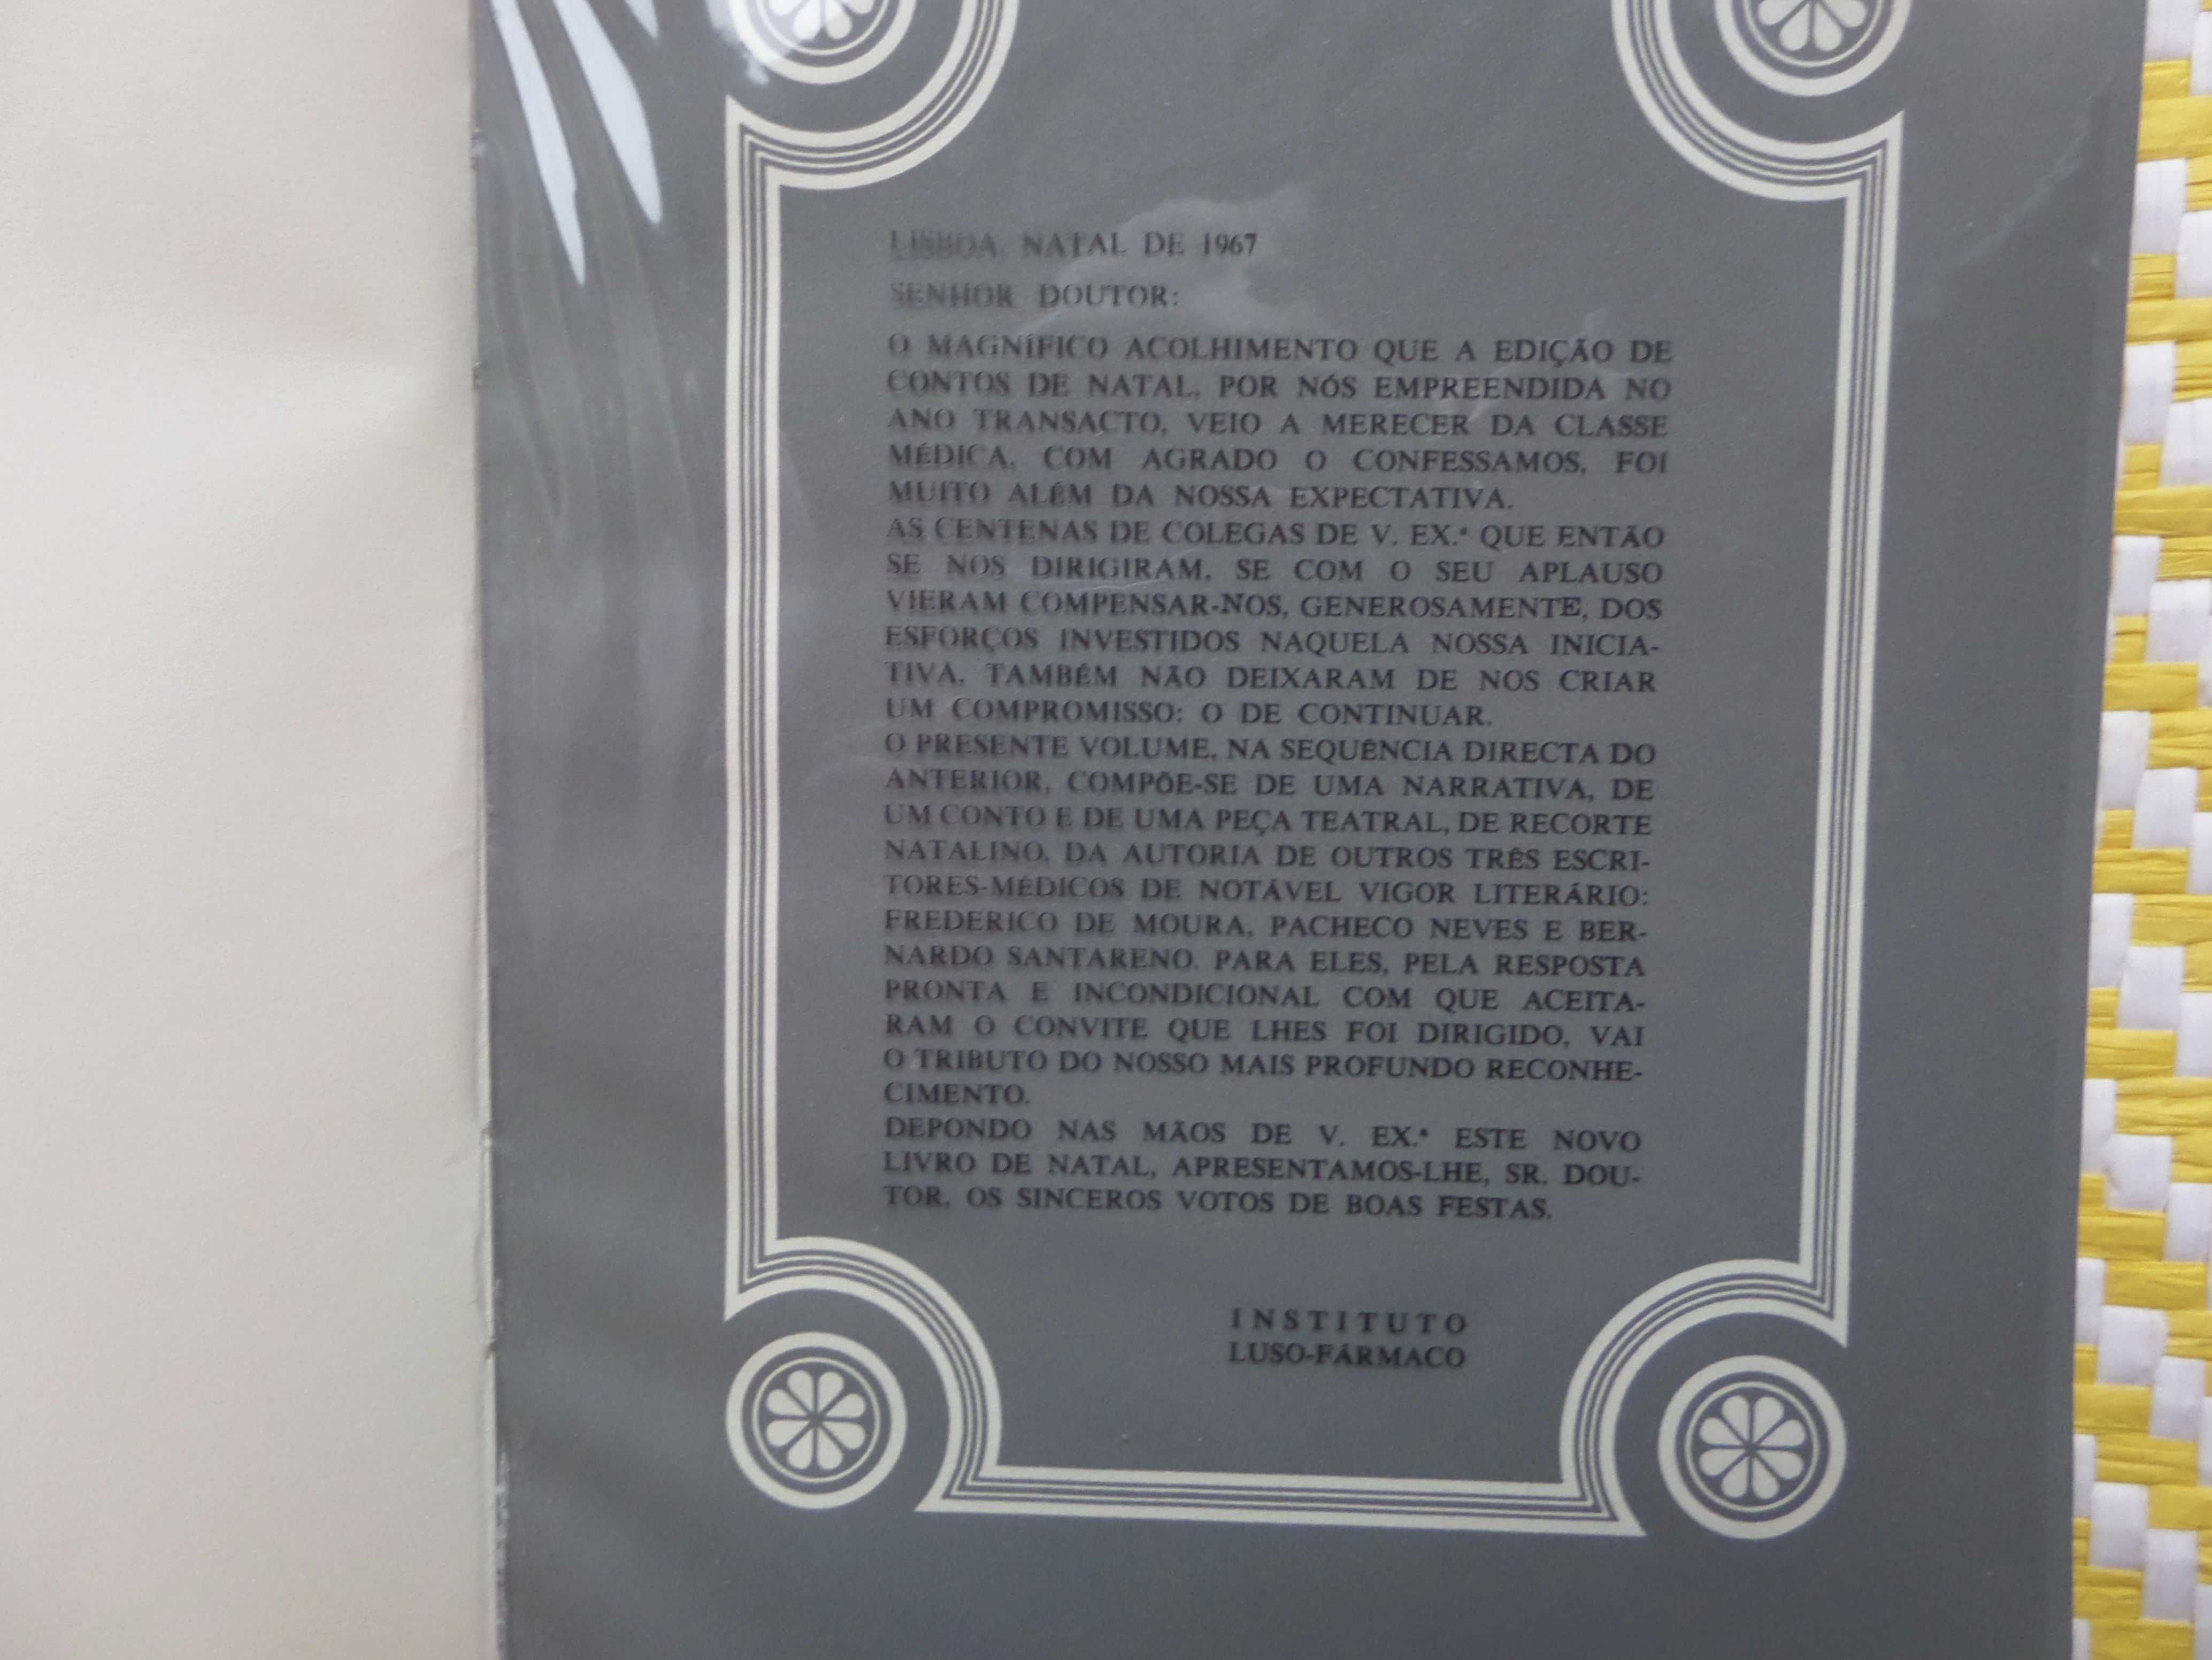 LISBOA, NATAL DE 1967
SENHOR DOUTOR:
O MAGNÍFICO ACOLHIMENTO QUE A EDIÇÃO DE
CONTOS DE NATAL, POR NÓS EMPREENDIDA NO
ANO TRANSACTO, VEIO A MERECER DA CLASSE
MÉDICA, COM AGRADO O CONFESSAMOS, FOI
MUITO ALÉM DA NOSSA EXPECTATIVA.
AS CENTENAS DE COLEGAS DE V. EX.ª QUE ENTÃO
SE NOS DIRIGIRAM, SE COM O SEU APLAUSO
VIERAM COMPENSAR-NOS, GENEROSAMENTE, DOS
ESFORÇOS INVESTIDOS NAQUELA NOSSA INICIA-
TIVA, TAMBÉM NÃO DEIXARAM DE NOS CRIAR
UM COMPROMISSO: O DE CONTINUAR.
O PRESENTE VOLUME, NA SEQUÊNCIA DIRECTA DO
ANTERIOR, COMPÕE-SE DE UMA NARRATIVA, DE
UM CONTO E DE UMA PEÇA TEATRAL, DE RECORTE
NATALINO, DA AUTORIA DE OUTROS TRÊS ESCRI-
TORES-MÉDICOS DE NOTÁVEL VIGOR LITERÁRIO:
FREDERICO DE MOURA, PACHECO NEVES E BER-
NARDO SANTARENO. PARA ELES, PELA RESPOSTA
PRONTA E INCONDICIONAL COM QUE ACEITA-
RAM O CONVITE QUE LHES FOI DIRIGIDO, VAI
O TRIBUTO DO NOSSO MAIS PROFUNDO RECONHE-
CIMENTO.
DEPONDO NAS MÃOS DE V. EX.ª ESTE NOVO
LIVRO DE NATAL, APRESENTAMOS-LHE, SR. DOU-
TOR, OS SINCEROS VOTOS DE BOAS FESTAS.
INSTITUTO
LUSO-FÁRMACO